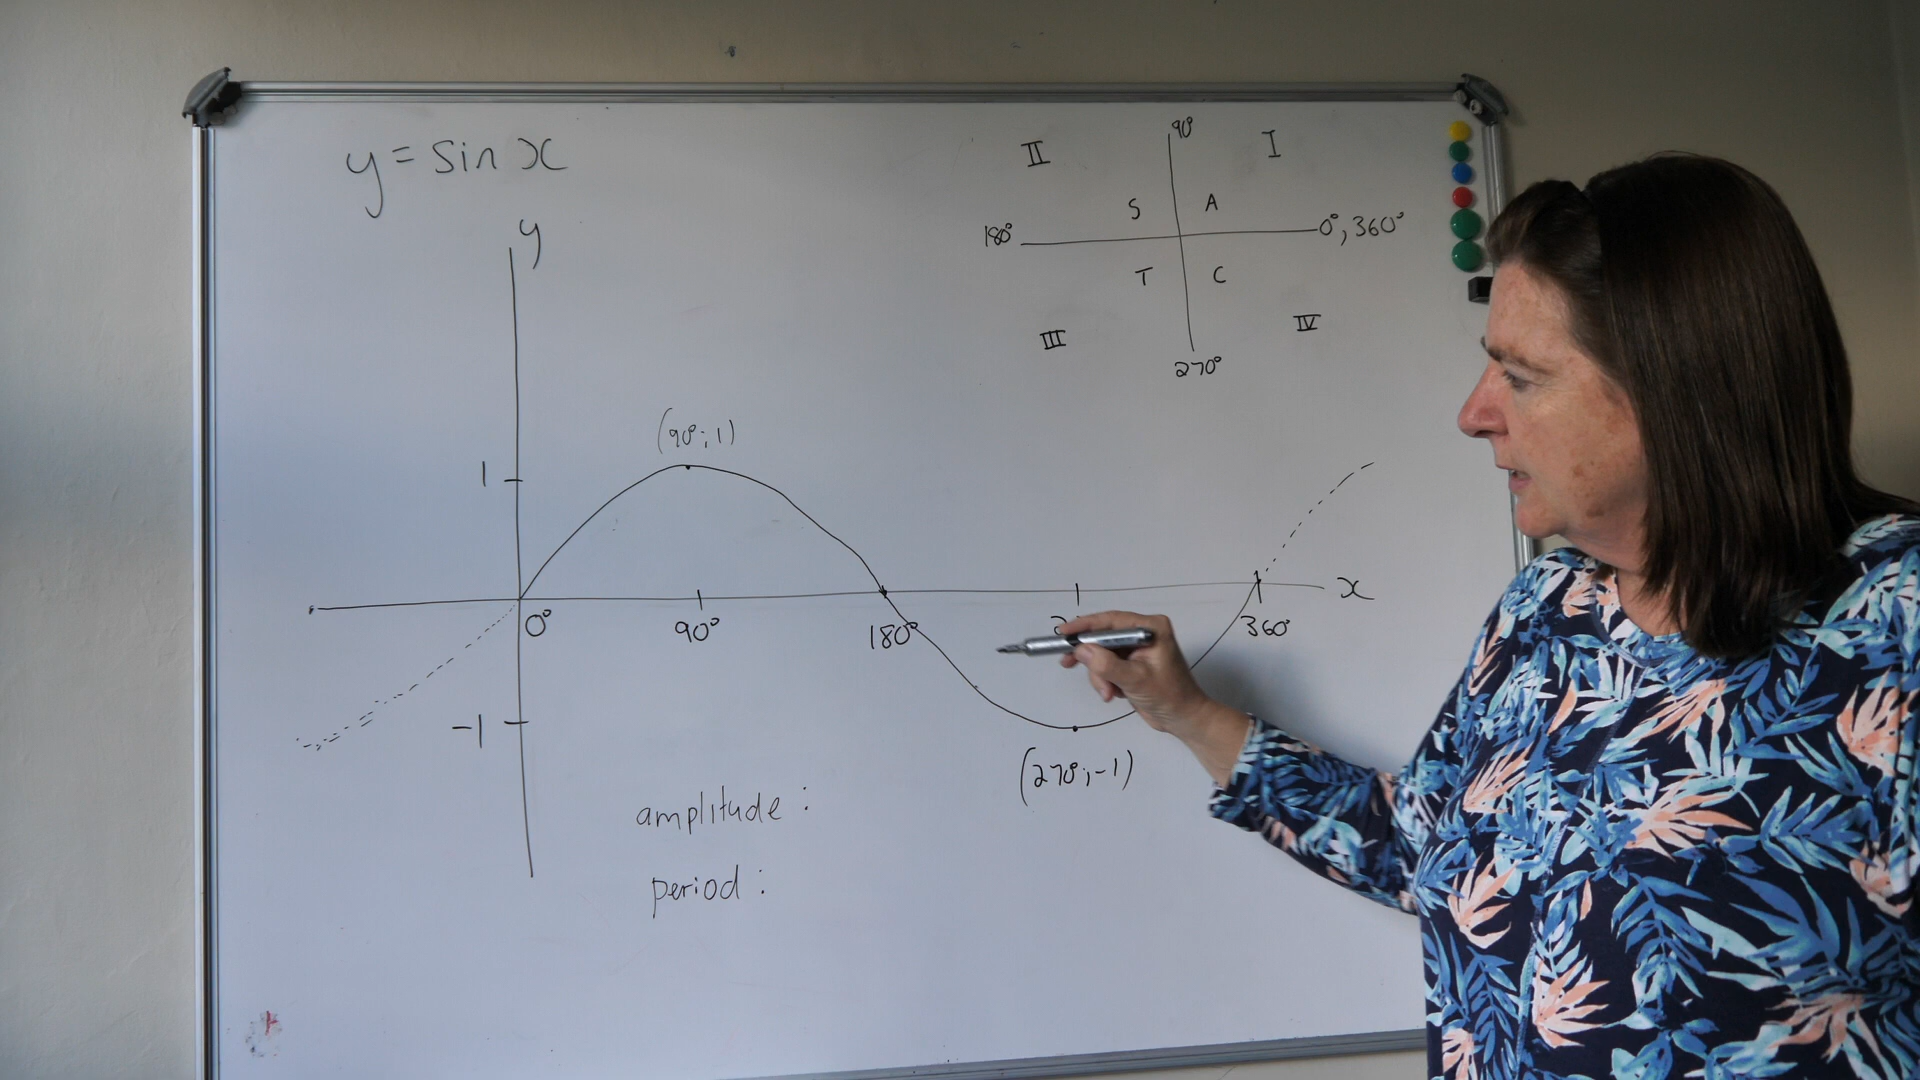 y = sin x
y
II
90°
I
S
A
180°
0°, 360°
T
C
III
IV
270°
(90°; 1)
1
x
0°
90°
180°
360°
-1
(270°; -1)
amplitude :
period :